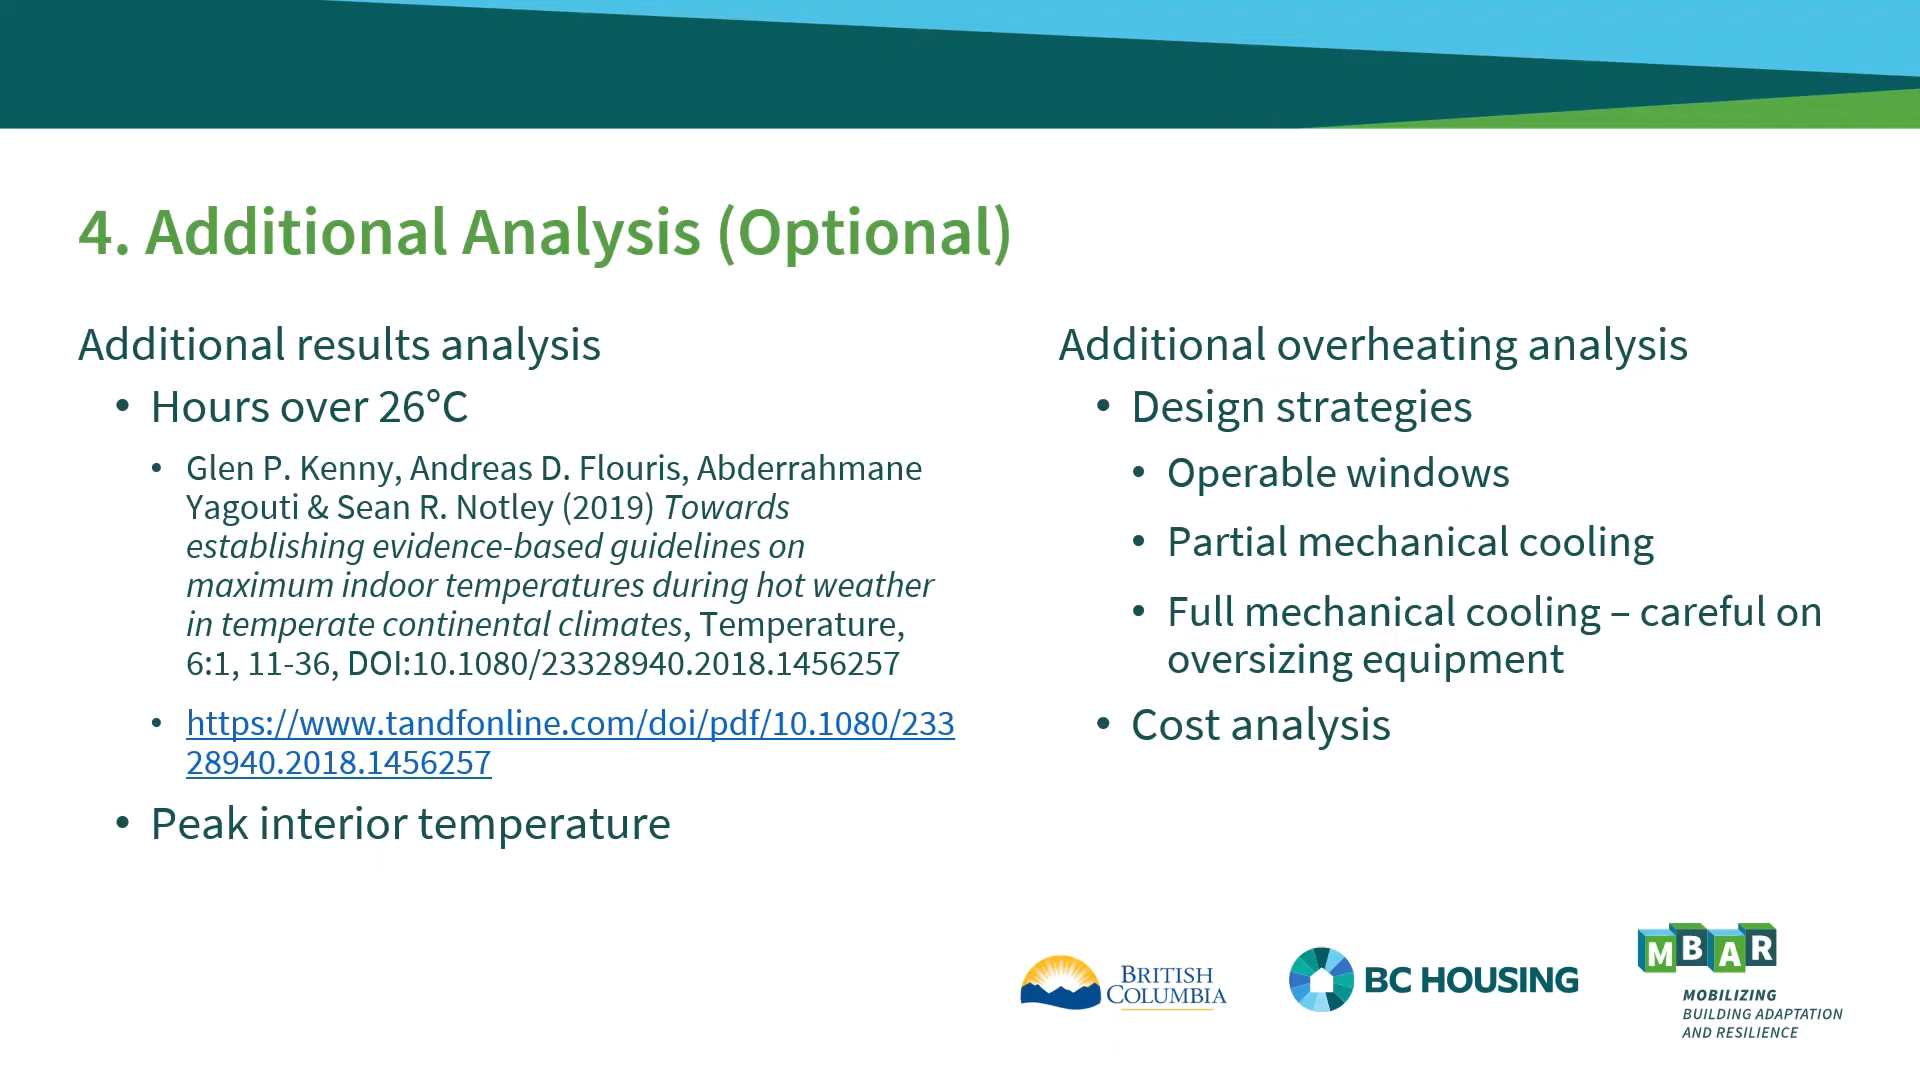 4. Additional Analysis (Optional)
Additional results analysis
• Hours over 26°C
• Glen P. Kenny, Andreas D. Flouris, Abderrahmane
Yagouti & Sean R. Notley (2019) Towards
establishing evidence-based guidelines on
maximum indoor temperatures during hot weather
in temperate continental climates, Temperature,
6:1, 11-36, DOI:10.1080/23328940.2018.1456257
• https://www.tandfonline.com/doi/pdf/10.1080/233
28940.2018.1456257
• Peak interior temperature
Additional overheating analysis
• Design strategies
• Operable windows
• Partial mechanical cooling
• Full mechanical cooling – careful on
oversizing equipment
• Cost analysis
BRITISH
COLUMBIA
BC HOUSING
MBAR
MOBILIZING
BUILDING ADAPTATION
AND RESILIENCE